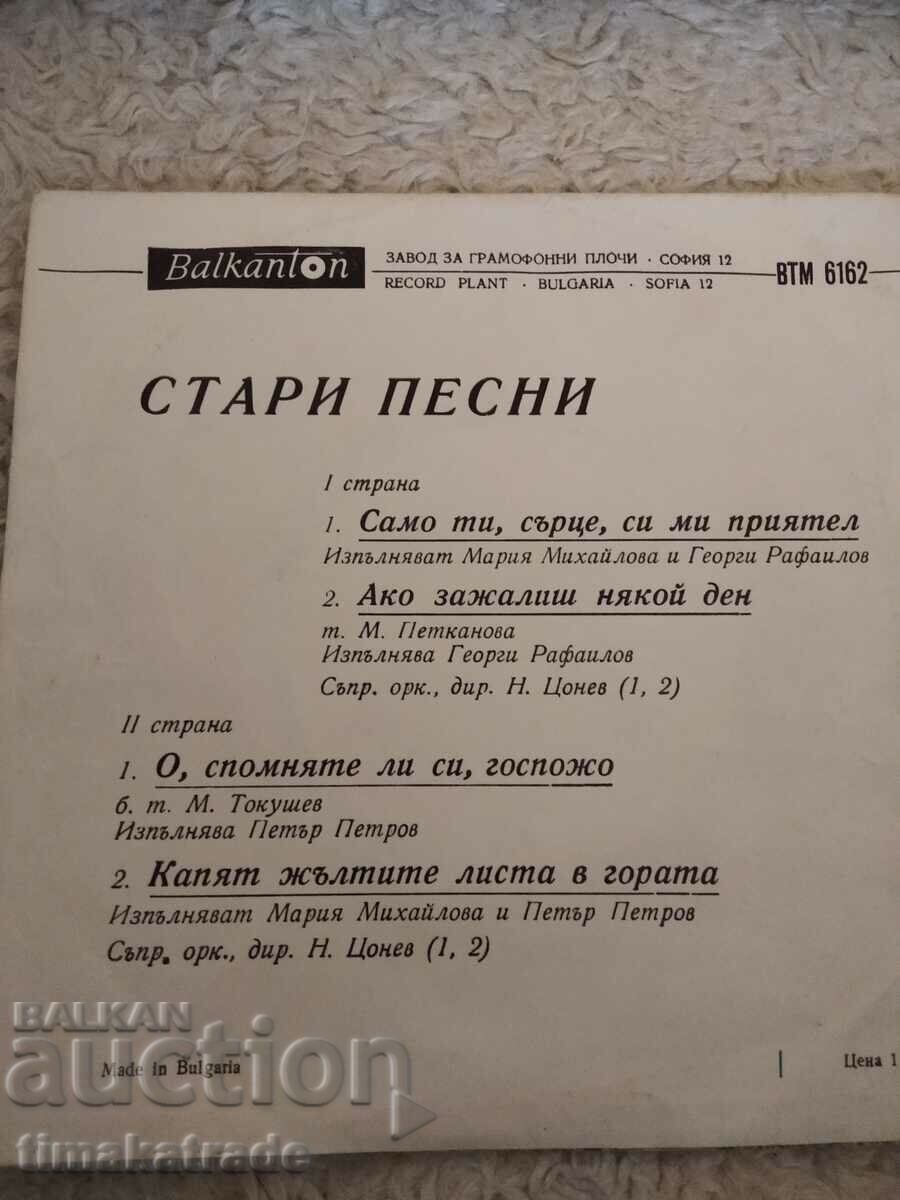 Balkanton
ЗАВОД ЗА ГРАМОФОННИ ПЛОЧИ · СОФИЯ 12
RECORD PLANT · BULGARIA · SOFIA 12
ВТМ 6162
СТАРИ ПЕСНИ
I страна
1. Само ти, сърце, си ми приятел
Изпълняват Мария Михайлова и Георги Рафаилов
2. Ако зажалиш някой ден
т. М. Петканова
Изпълнява Георги Рафаилов
Съпр. орк., дир. Н. Цонев (1, 2)
II страна
1. О, спомняте ли си, госпожо
б. т. М. Токушев
Изпълнява Петър Петров
2. Капят жълтите листа в гората
Изпълняват Мария Михайлова и Петър Петров
Съпр. орк., дир. Н. Цонев (1, 2)
BALKAN
auction
Made in Bulgaria
Цена 1
timakatrade